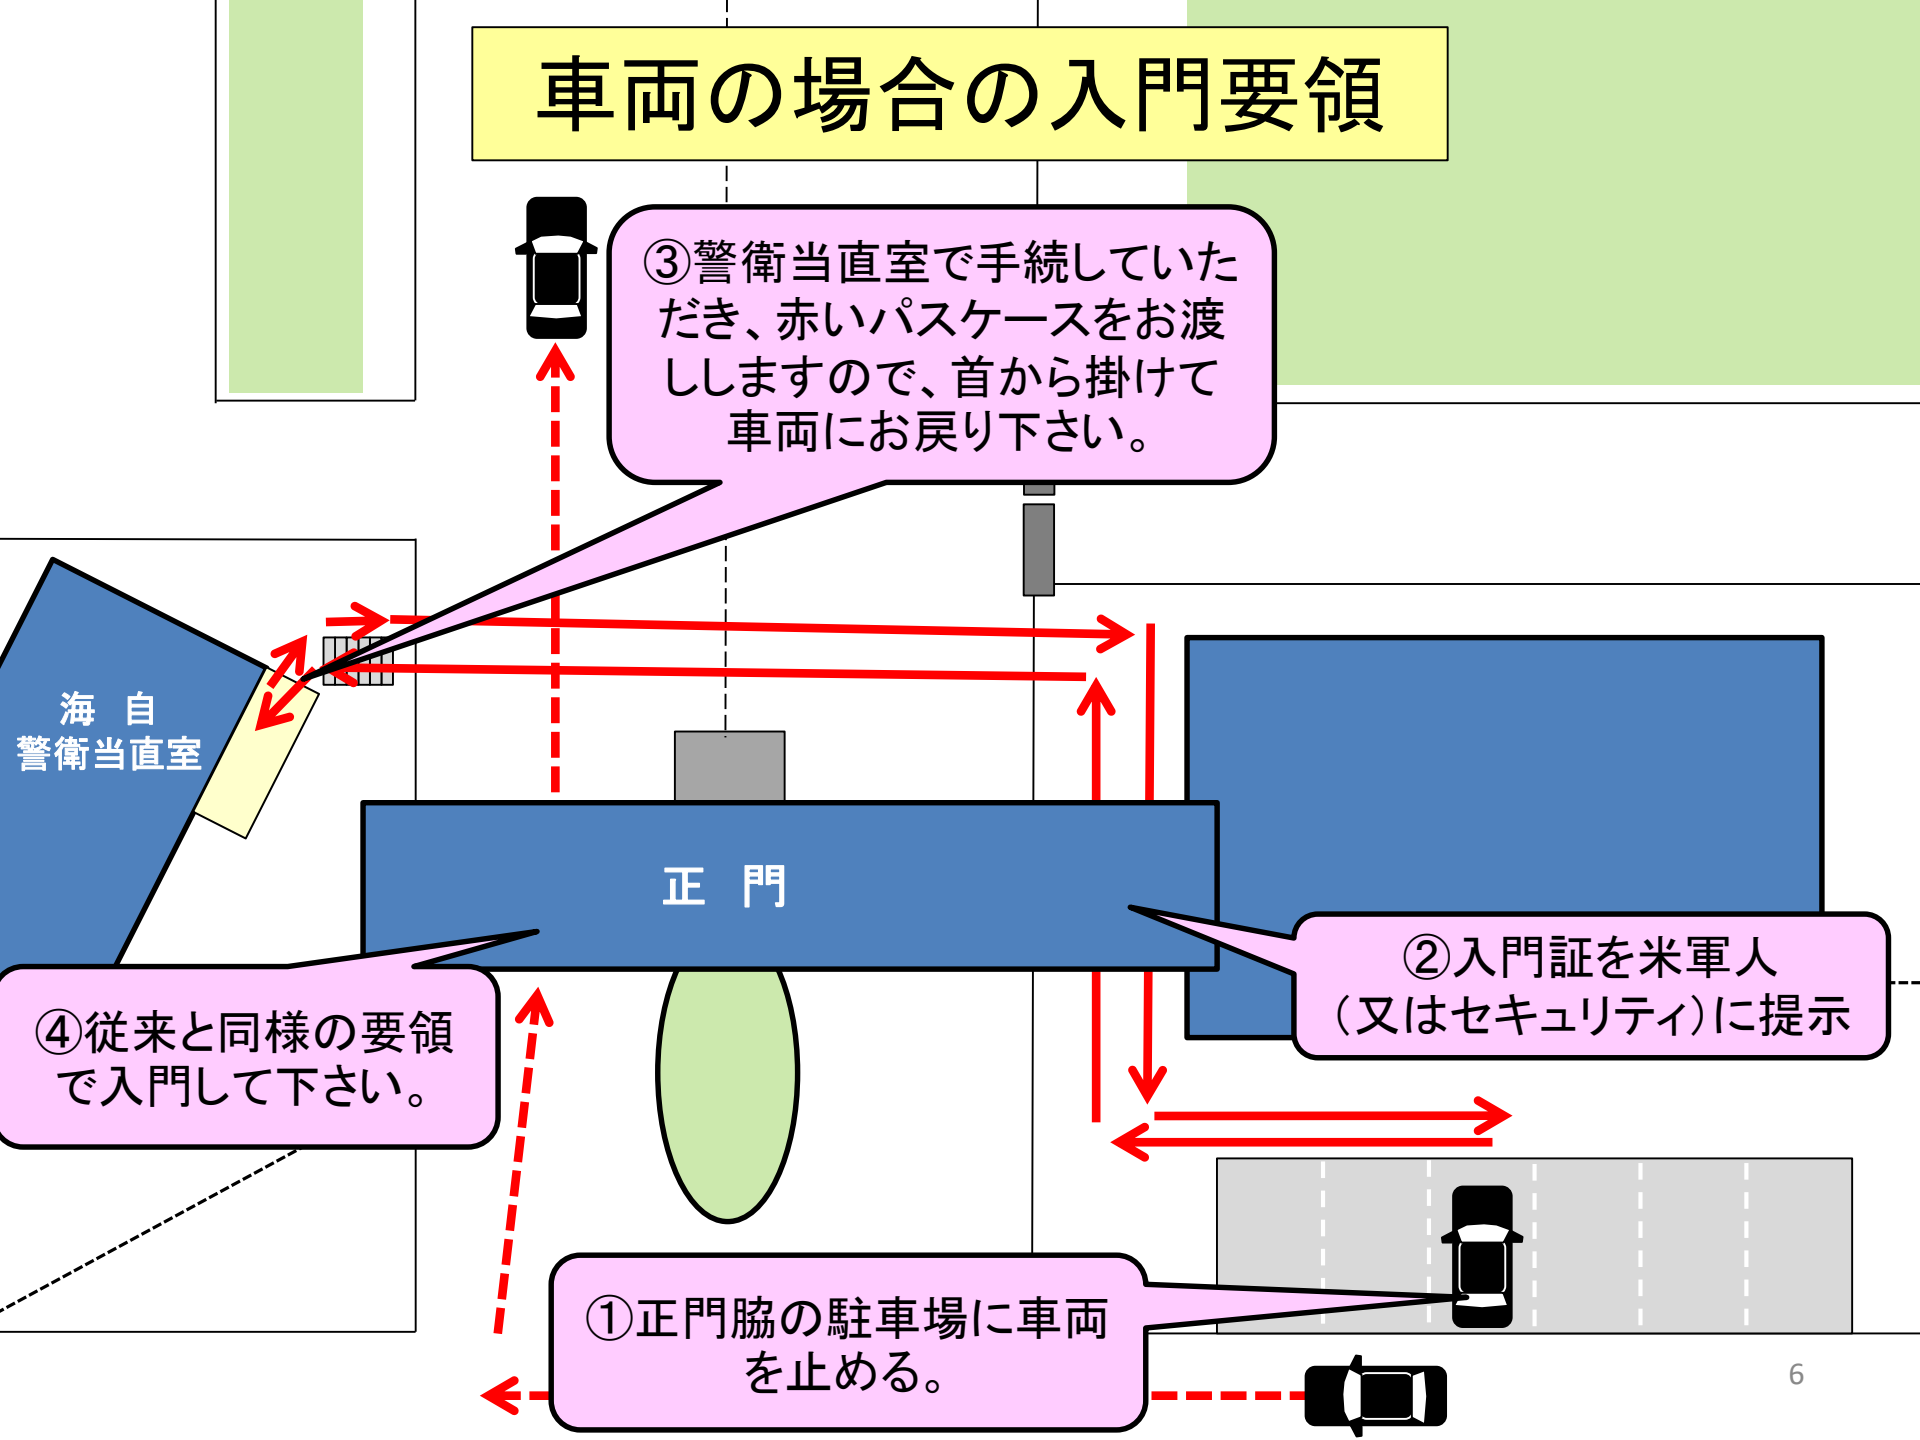 車両の場合の入門要領
③警衛当直室で手続していた
だき、赤いパスケースをお渡
ししますので、首から掛けて
車両にお戻り下さい。
海 自
警衛当直室
正 門
②入門証を米軍人
(又はセキュリティ)に提示
④従来と同様の要領
で入門して下さい。
①正門脇の駐車場に車両
を止める。
6